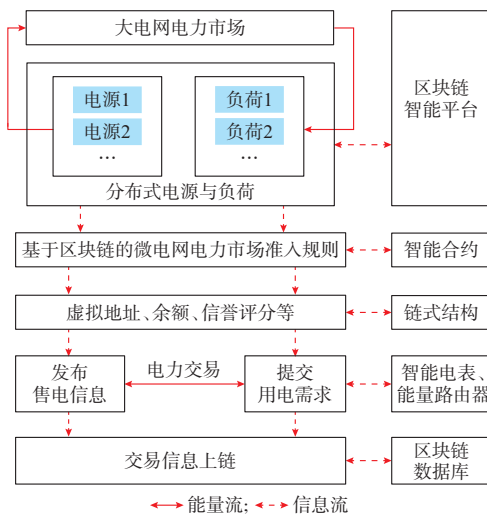 大电网电力市场
电源1
电源2
…
负荷1
负荷2
…
分布式电源与负荷
区块链
智能平台
基于区块链的微电网电力市场准入规则
智能合约
虚拟地址、余额、信誉评分等
链式结构
发布
售电信息
电力交易
提交
用电需求
智能电表、
能量路由器
交易信息上链
区块链
数据库
能量流; 信息流